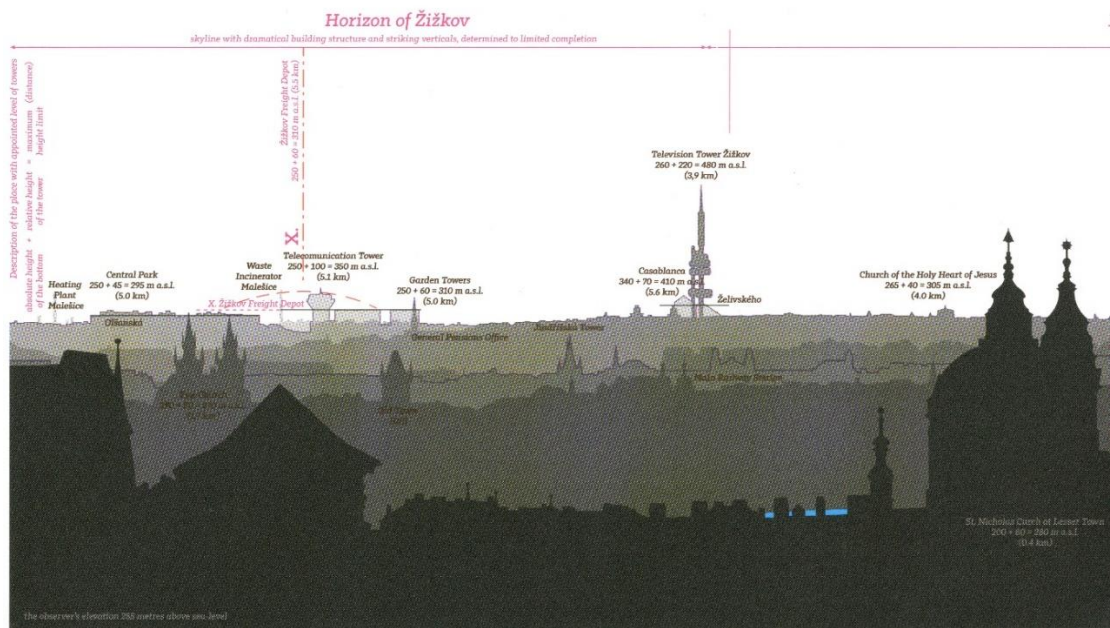 Horizon of Žižkov
skyline with dramatical building structure and striking verticals, determined to limited completion
Description of the place with appointed level of towers
absolute height + relative height = maximum (distance)
of the bottom of the tower height limit
Žižkov Freight Depot
250 + 60 = 310 m a.s.l. (5.5 km)
X.
Television Tower Žižkov
260 + 220 = 480 m a.s.l.
(3,9 km)
Telecomunication Tower
250 + 100 = 350 m a.s.l.
(5.1 km)
Waste
Incinerator
Malešice
Central Park
250 + 45 = 295 m a.s.l.
(5.0 km)
Heating
Plant
Malešice
Garden Towers
250 + 60 = 310 m a.s.l.
(5.0 km)
Casablanca
340 + 70 = 410 m a.s.l.
(5.6 km)
Church of the Holy Heart of Jesus
265 + 40 = 305 m a.s.l.
(4.0 km)
X. Žižkov Freight Depot
Želivského
Olšanská
General Pensions Office
Jindřišská Tower
Main Railway Station
Tyn Church
Old Town
St. Nicholas Curch of Lesser Town
200 + 80 = 280 m a.s.l.
(0.4 km)
the observer's elevation 255 metres above sea-level